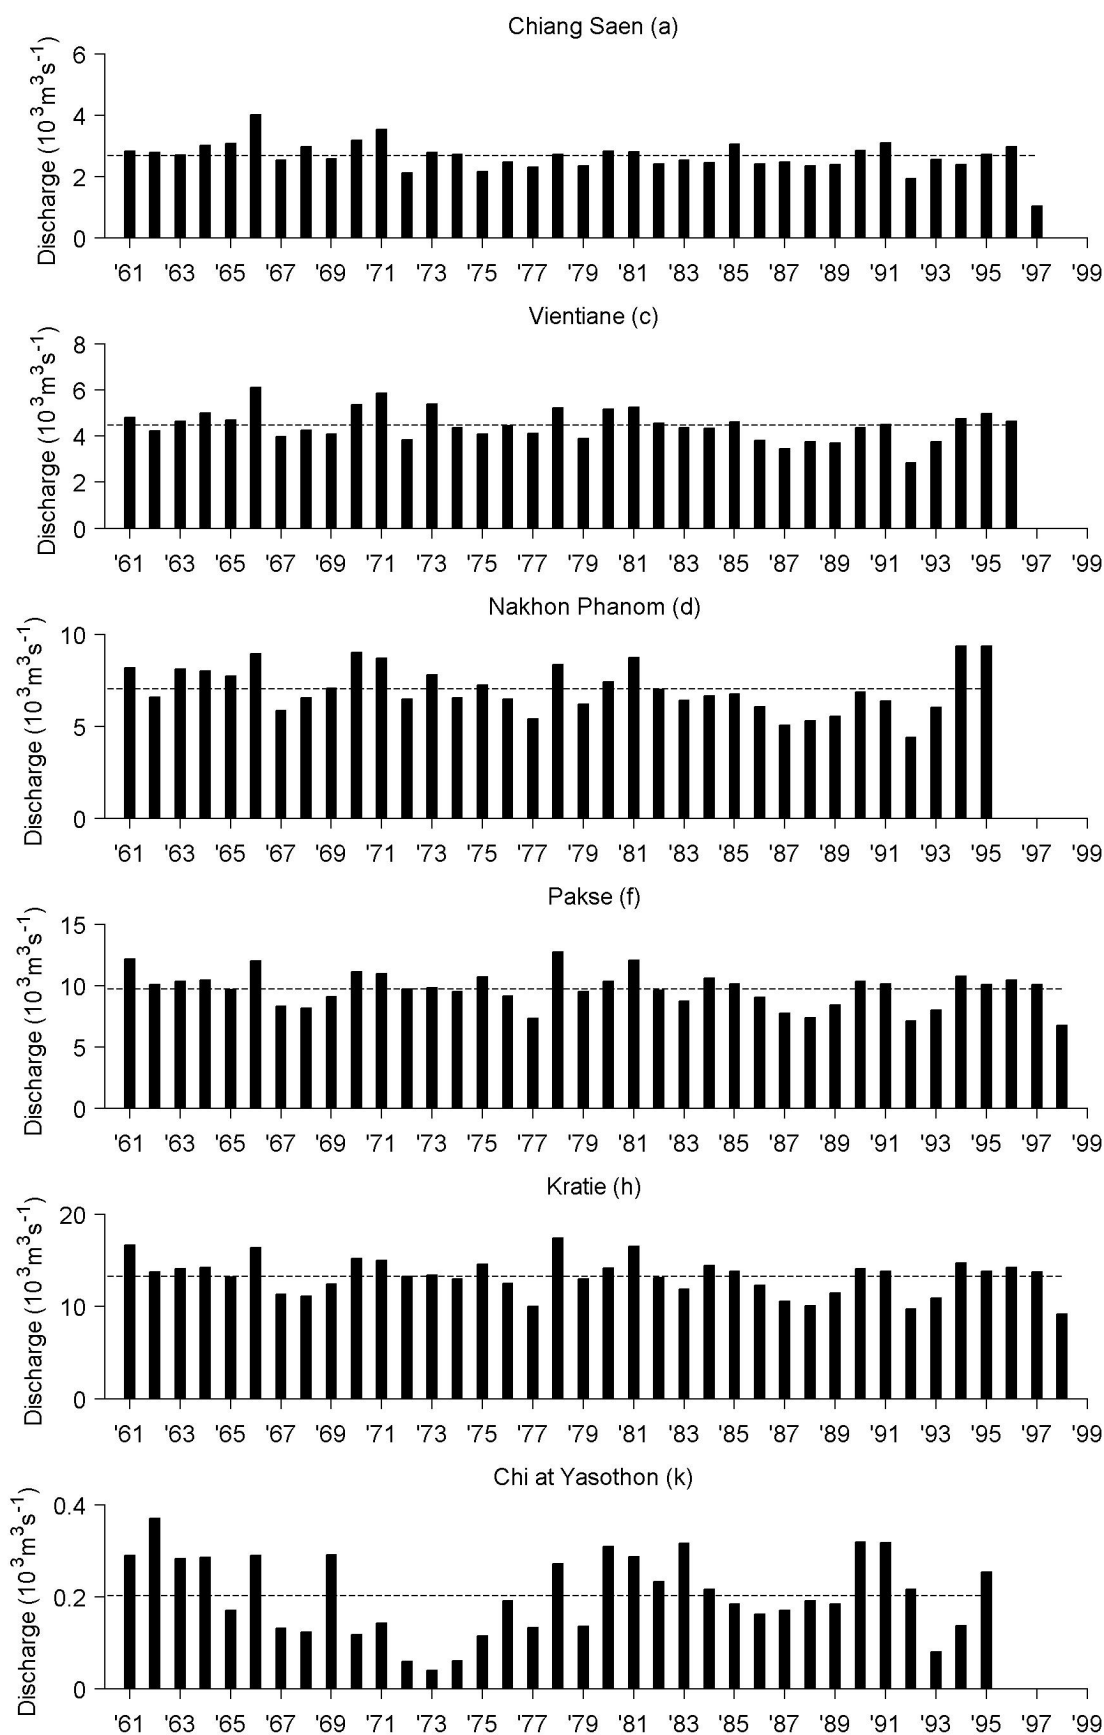 Chiang Saen (a)
Discharge (10³m³s⁻¹)
6
4
2
0
'61 '63 '65 '67 '69 '71 '73 '75 '77 '79 '81 '83 '85 '87 '89 '91 '93 '95 '97 '99
Vientiane (c)
Discharge (10³m³s⁻¹)
8
6
4
2
0
'61 '63 '65 '67 '69 '71 '73 '75 '77 '79 '81 '83 '85 '87 '89 '91 '93 '95 '97 '99
Nakhon Phanom (d)
Discharge (10³m³s⁻¹)
10
5
0
'61 '63 '65 '67 '69 '71 '73 '75 '77 '79 '81 '83 '85 '87 '89 '91 '93 '95 '97 '99
Pakse (f)
Discharge (10³m³s⁻¹)
15
10
5
0
'61 '63 '65 '67 '69 '71 '73 '75 '77 '79 '81 '83 '85 '87 '89 '91 '93 '95 '97 '99
Kratie (h)
Discharge (10³m³s⁻¹)
20
10
0
'61 '63 '65 '67 '69 '71 '73 '75 '77 '79 '81 '83 '85 '87 '89 '91 '93 '95 '97 '99
Chi at Yasothon (k)
Discharge (10³m³s⁻¹)
0.4
0.2
0
'61 '63 '65 '67 '69 '71 '73 '75 '77 '79 '81 '83 '85 '87 '89 '91 '93 '95 '97 '99